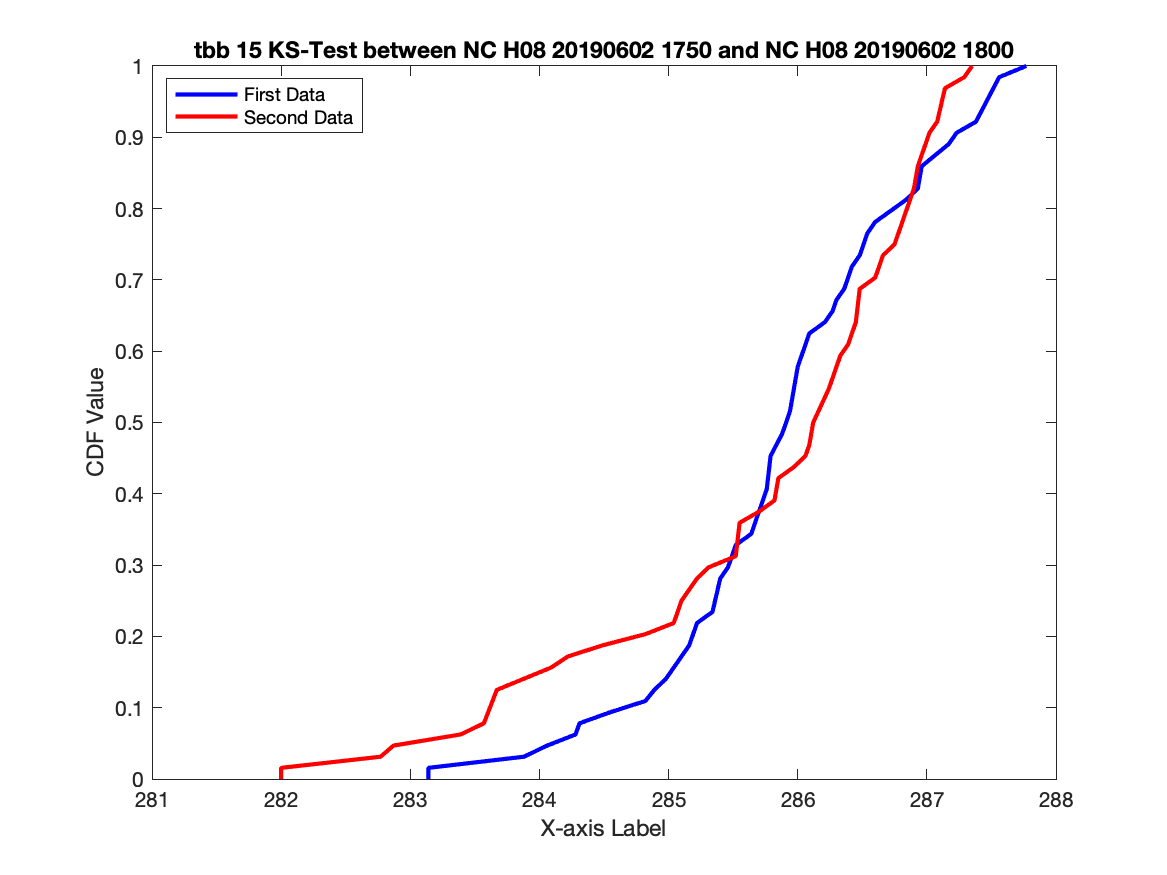 tbb 15 KS-Test between NC H08 20190602 1750 and NC H08 20190602 1800
First Data
Second Data
1
0.9
0.8
0.7
0.6
0.5
0.4
0.3
0.2
0.1
0
CDF Value
281 282 283 284 285 286 287 288
X-axis Label